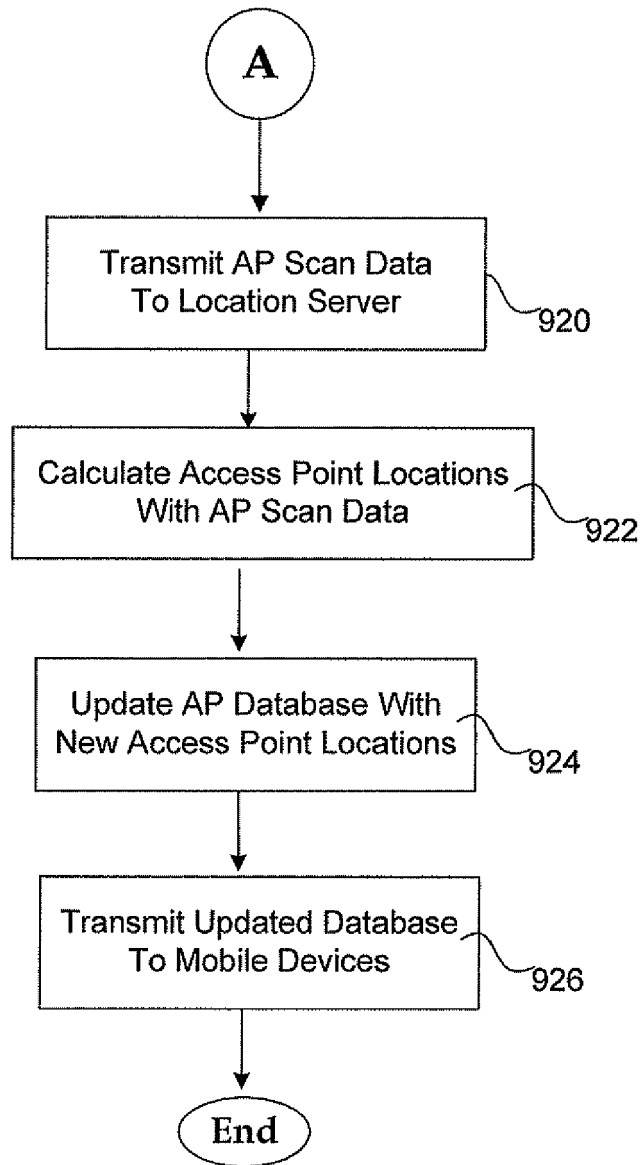 A
Transmit AP Scan Data
To Location Server
920
Calculate Access Point Locations
With AP Scan Data
922
Update AP Database With
New Access Point Locations
924
Transmit Updated Database
To Mobile Devices
926
End